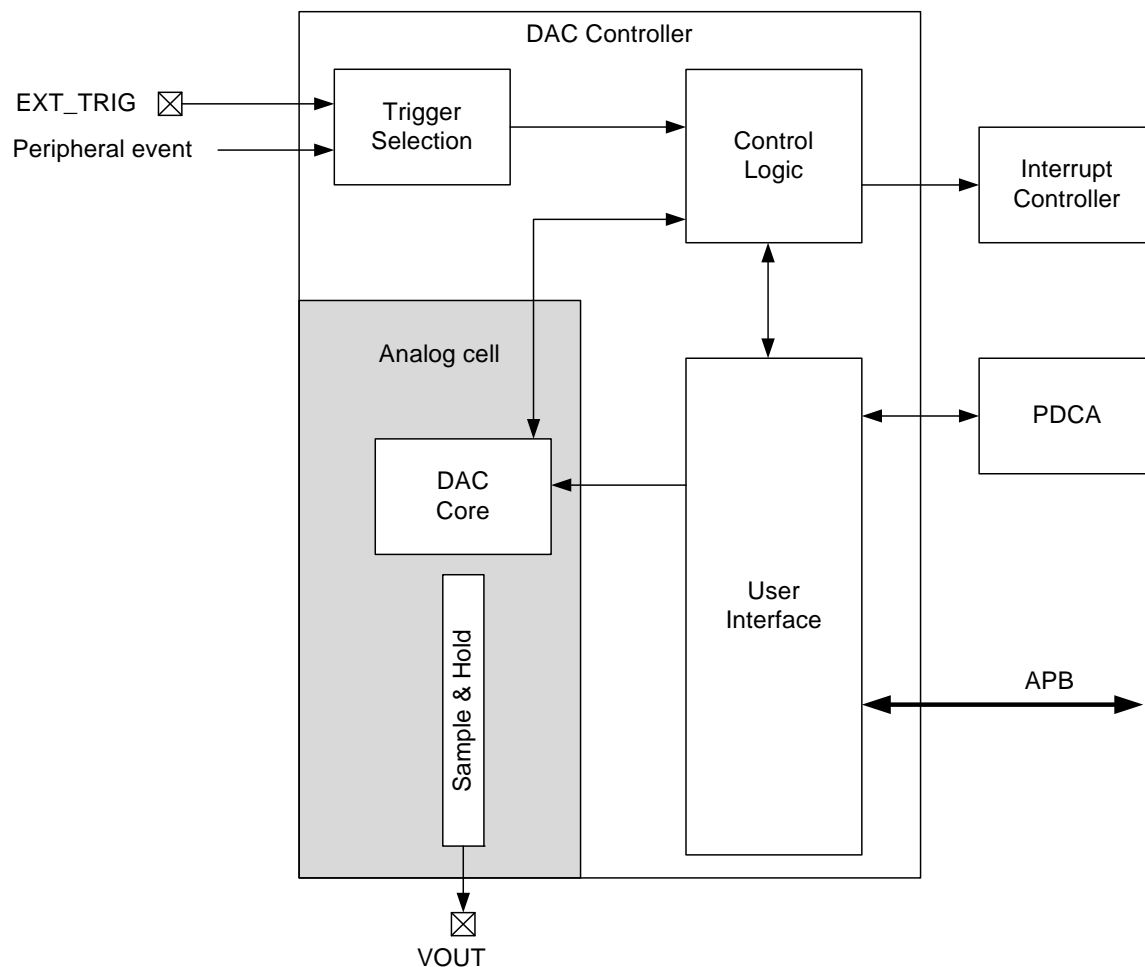 DAC Controller
EXT_TRIG
Peripheral event
Trigger
Selection
Control
Logic
Interrupt
Controller
Analog cell
PDCA
DAC
Core
User
Interface
Sample & Hold
APB
VOUT